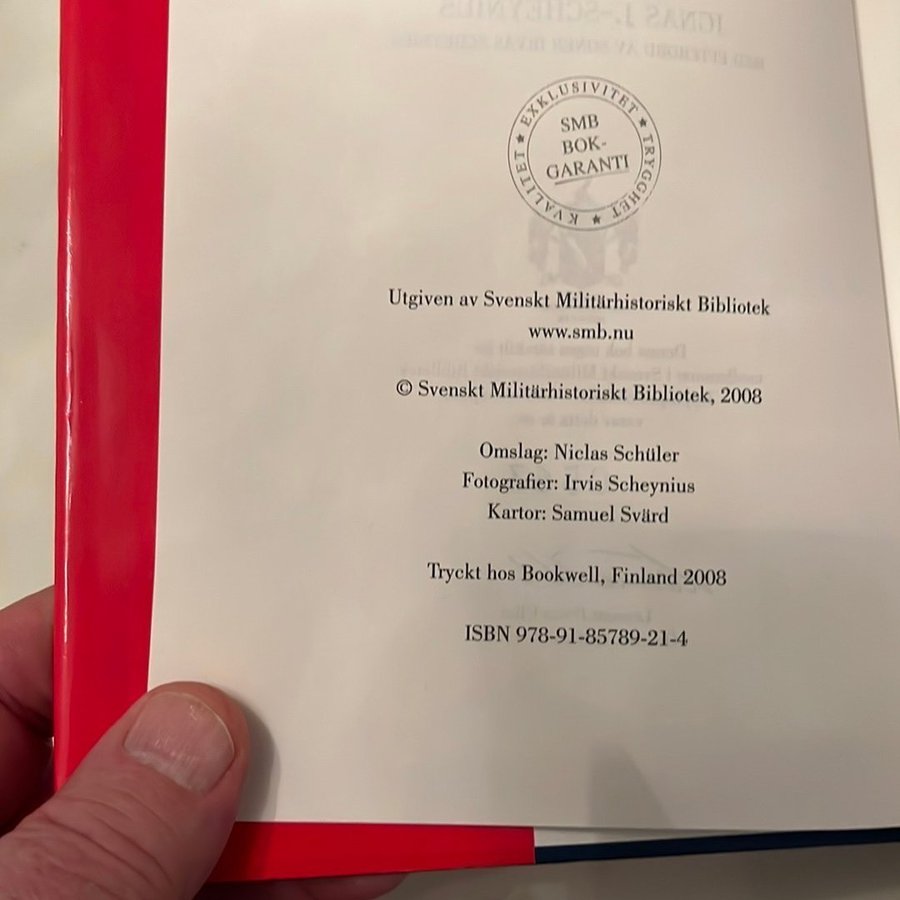 IGNAS J. SCHEYNIUS
★ EXKLUSIVITET ★ TRYGGHET ★ KVALITET
SMB
BOK-
GARANTI
Utgiven av Svenskt Militärhistoriskt Bibliotek
www.smb.nu
© Svenskt Militärhistoriskt Bibliotek, 2008
Omslag: Niclas Schüler
Fotografier: Irvis Scheynius
Kartor: Samuel Svärd
Tryckt hos Bookwell, Finland 2008
ISBN 978-91-85789-21-4